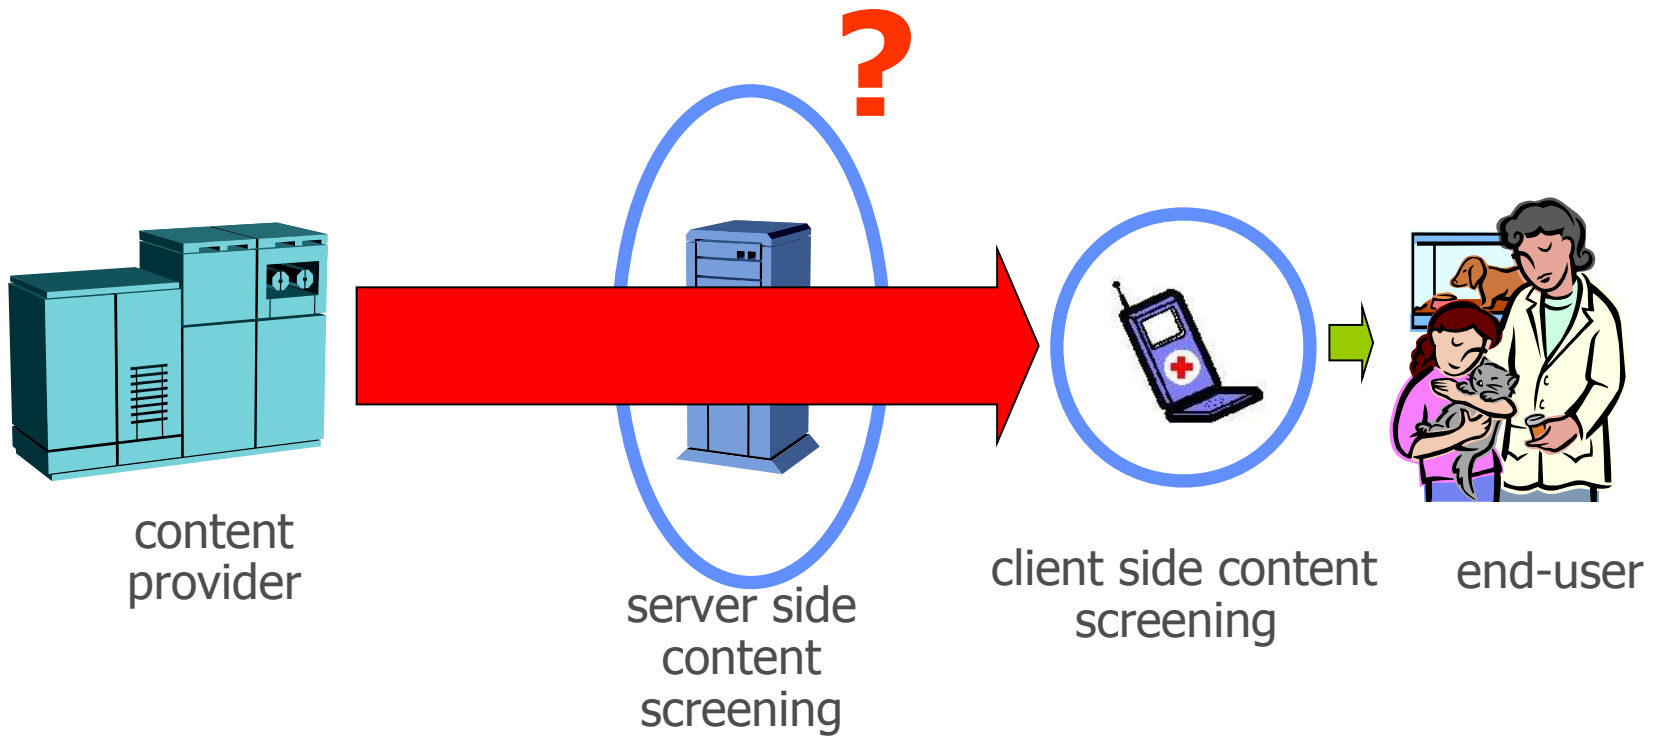 ?
content
provider
server side
content
screening
client side content
screening
end-user